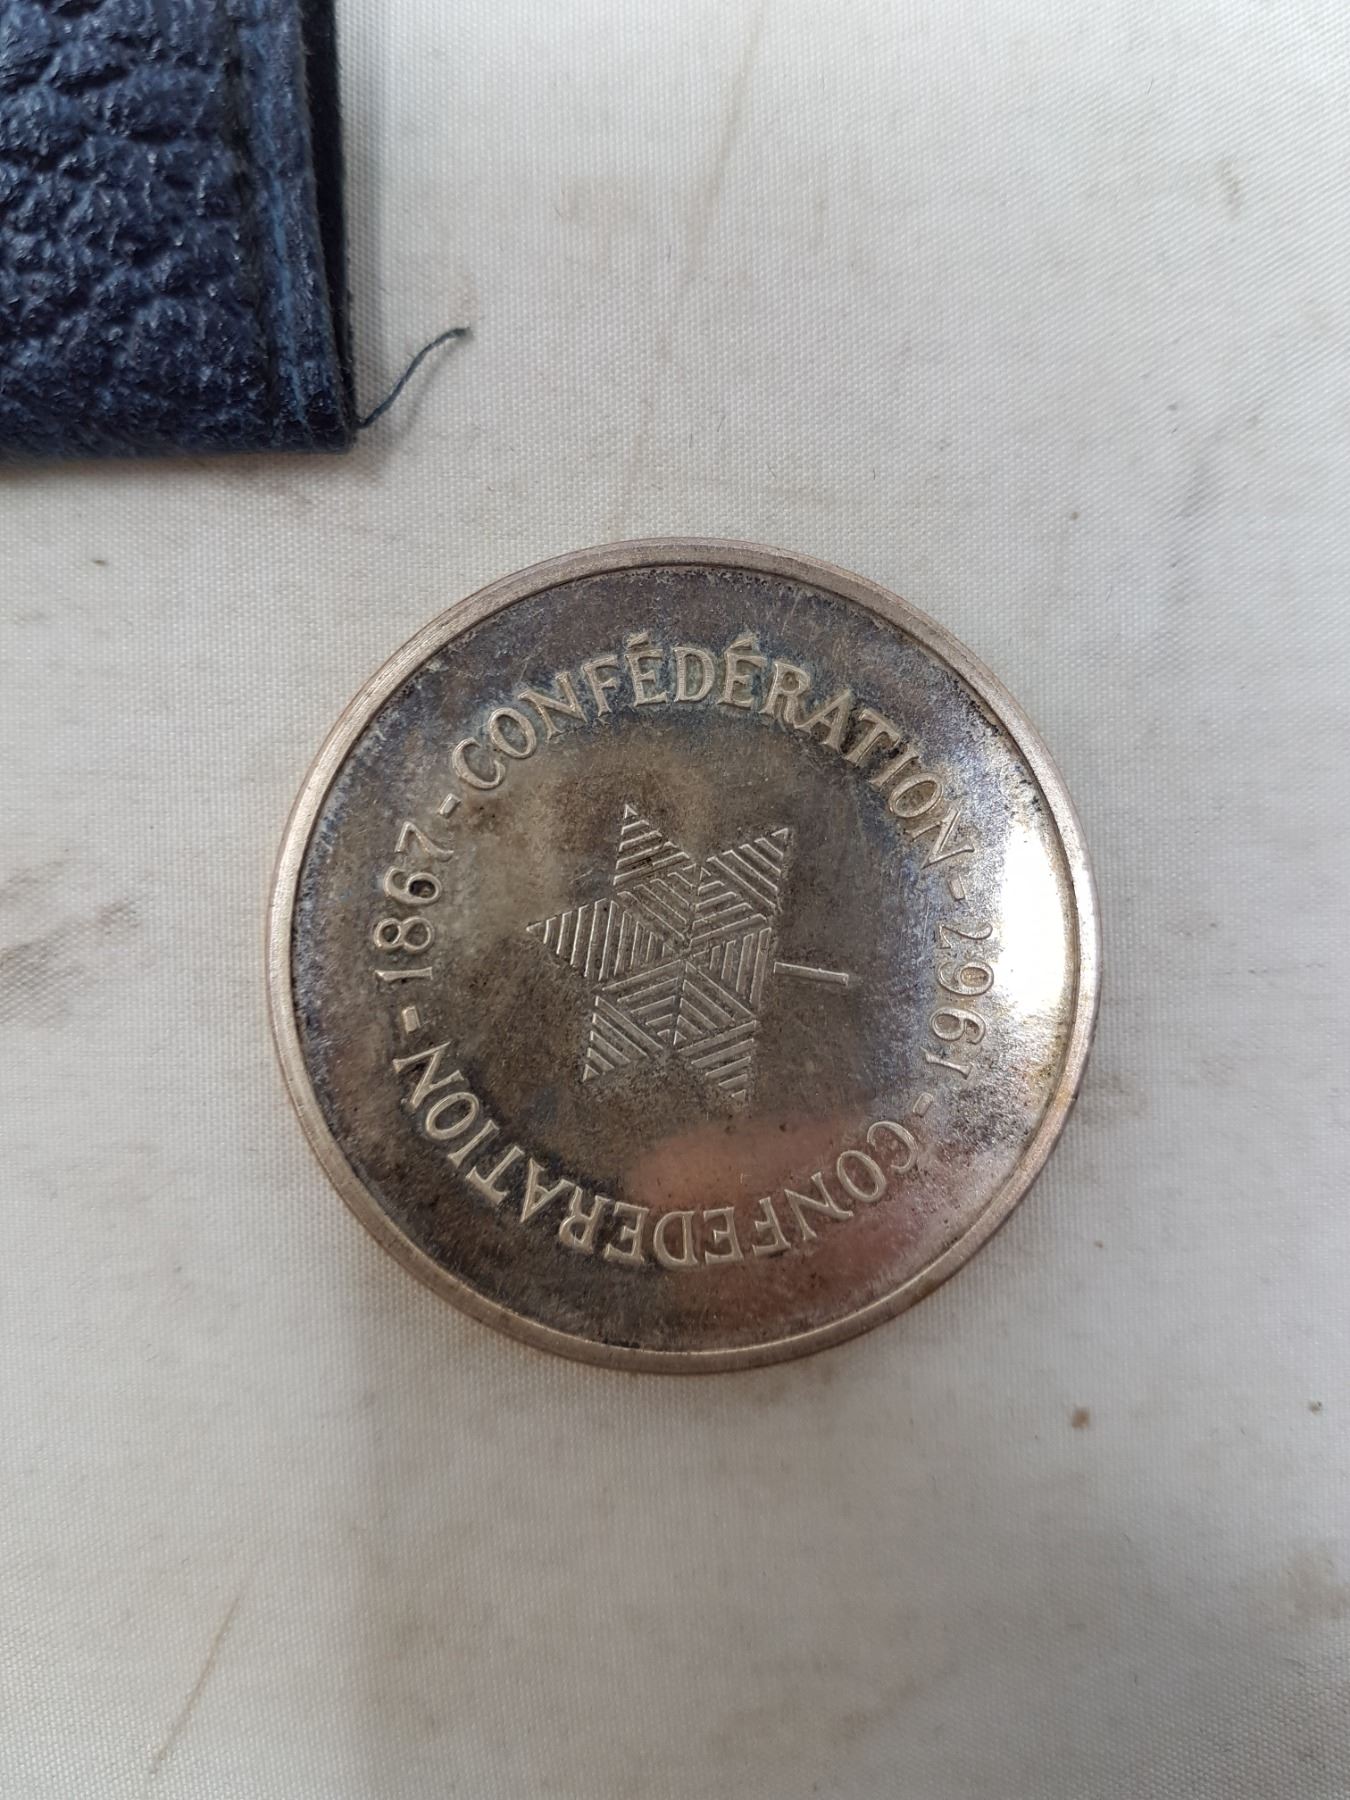 CONFÉDÉRATION - 1967 - CONFEDERATION - 1867 -